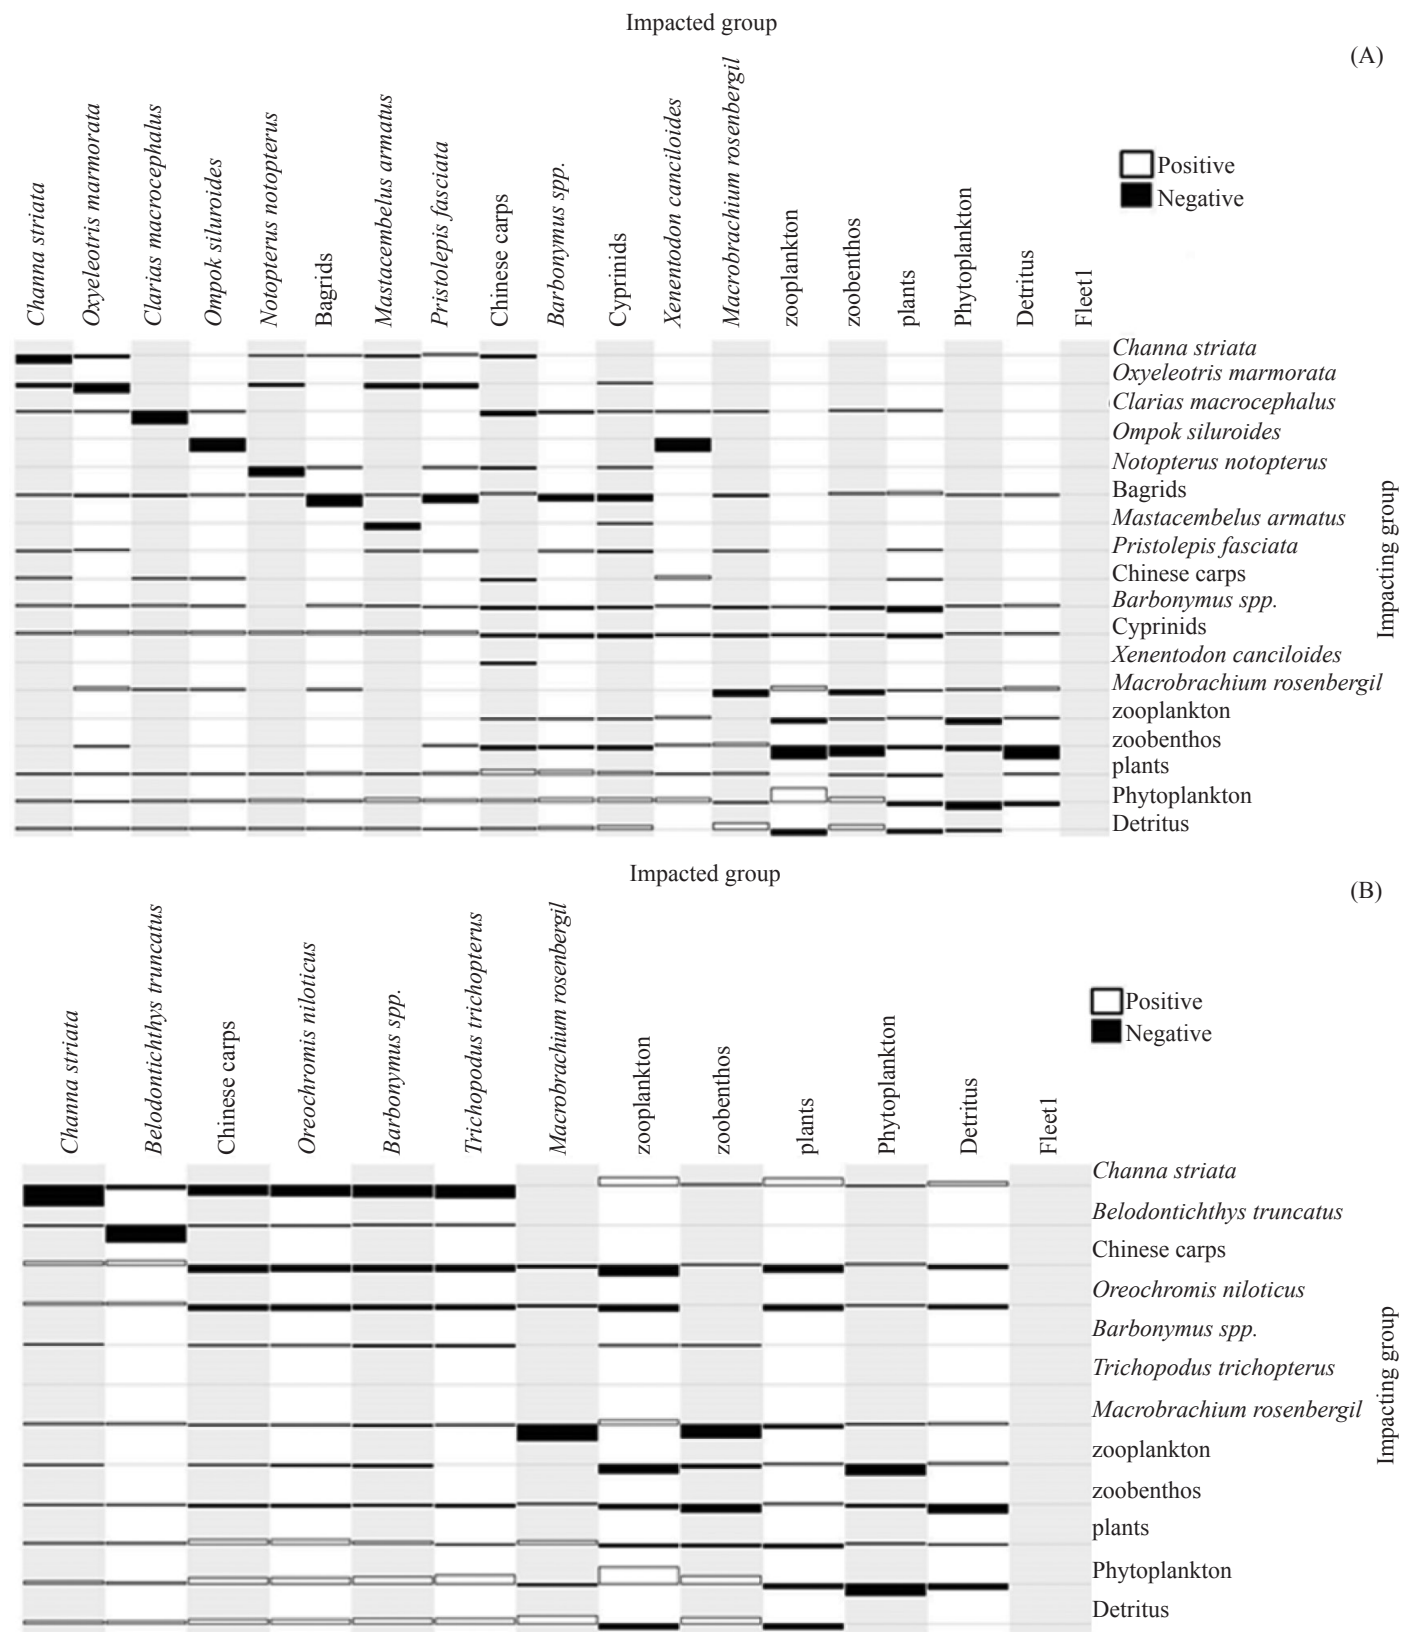 Impacted group
(A)
Channa striata
Oxyeleotris marmorata
Clarias macrocephalus
Ompok siluroides
Notopterus notopterus
Bagrids
Mastacembelus armatus
Pristolepis fasciata
Chinese carps
Barbonymus spp.
Cyprinids
Xenentodon canciloides
Macrobrachium rosenbergil
zooplankton
zoobenthos
plants
Phytoplankton
Detritus
Fleet1
Positive
Negative
Channa striata
Oxyeleotris marmorata
Clarias macrocephalus
Ompok siluroides
Notopterus notopterus
Bagrids
Mastacembelus armatus
Pristolepis fasciata
Chinese carps
Barbonymus spp.
Cyprinids
Xenentodon canciloides
Macrobrachium rosenbergil
zooplankton
zoobenthos
plants
Phytoplankton
Detritus
Impacting group
Impacted group
(B)
Channa striata
Belodontichthys truncatus
Chinese carps
Oreochromis niloticus
Barbonymus spp.
Trichopodus trichopterus
Macrobrachium rosenbergil
zooplankton
zoobenthos
plants
Phytoplankton
Detritus
Fleet1
Positive
Negative
Channa striata
Belodontichthys truncatus
Chinese carps
Oreochromis niloticus
Barbonymus spp.
Trichopodus trichopterus
Macrobrachium rosenbergil
zooplankton
zoobenthos
plants
Phytoplankton
Detritus
Impacting group